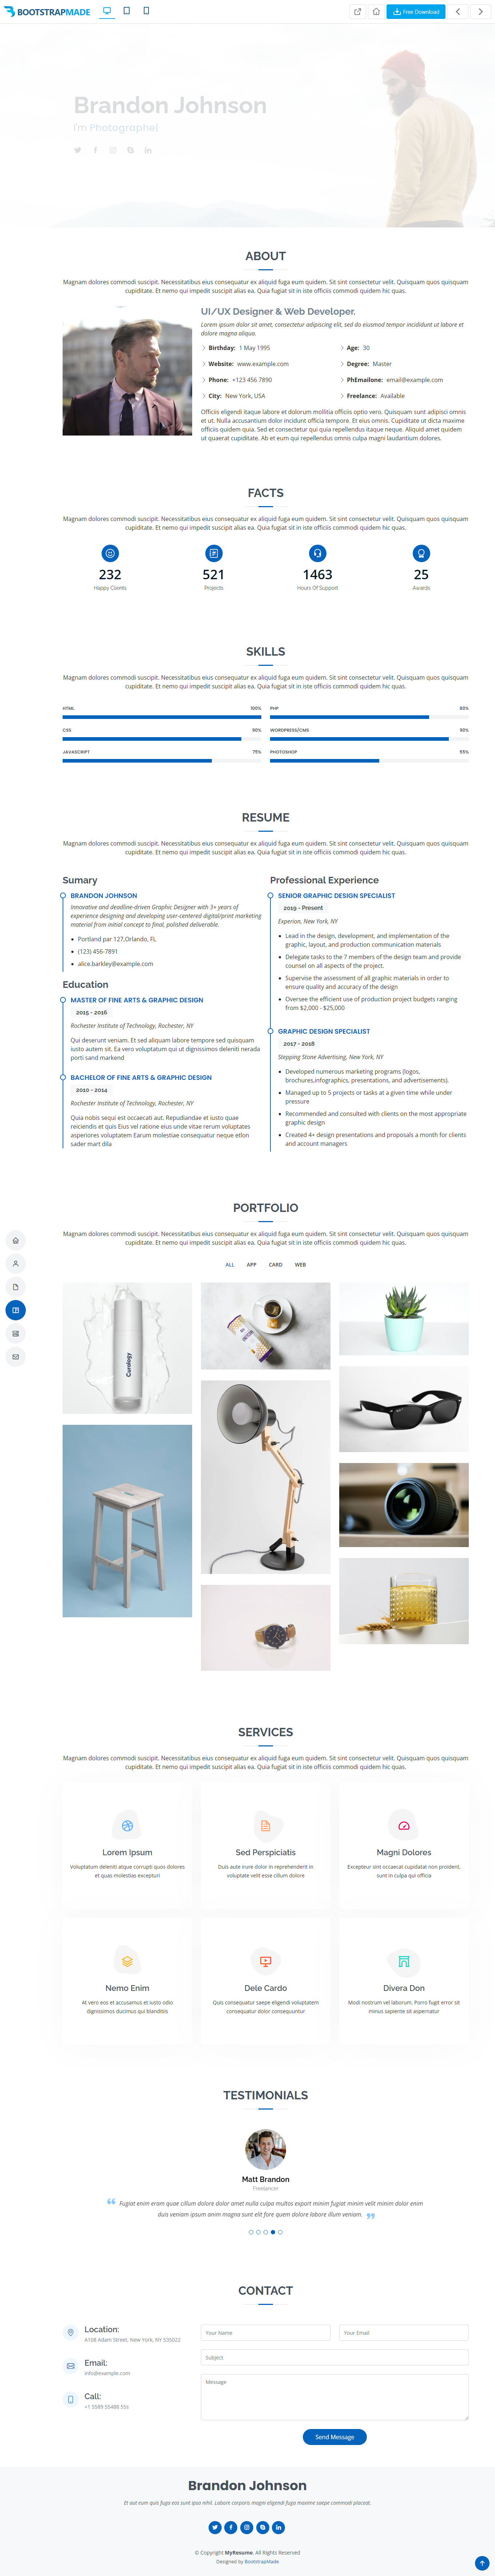 BOOTSTRAPMADE
Free Download
Brandon Johnson
I'm Photographe|
ABOUT
Magnam dolores commodi suscipit. Necessitatibus eius consequatur ex aliquid fuga eum quidem. Sit sint consectetur velit. Quisquam quos quisquam
cupiditate. Et nemo qui impedit suscipit alias ea. Quia fugiat sit in iste officiis commodi quidem hic quas.
UI/UX Designer & Web Developer.
Lorem ipsum dolor sit amet, consectetur adipiscing elit, sed do eiusmod tempor incididunt ut labore et
dolore magna aliqua.
Birthday: 1 May 1995
Age: 30
Website: www.example.com
Degree: Master
Phone: +123 456 7890
PhEmailone: email@example.com
City: New York, USA
Freelance: Available
Officiis eligendi itaque labore et dolorum mollitia officiis optio vero. Quisquam sunt adipisci omnis
et ut. Nulla accusantium dolor incidunt officia tempore. Et eius omnis. Cupiditate ut dicta maxime
officiis quidem quia. Sed et consectetur qui quia repellendus itaque neque. Aliquid amet quidem
ut quaerat cupiditate. Ab et eum qui repellendus omnis culpa magni laudantium dolores.
FACTS
Magnam dolores commodi suscipit. Necessitatibus eius consequatur ex aliquid fuga eum quidem. Sit sint consectetur velit. Quisquam quos quisquam
cupiditate. Et nemo qui impedit suscipit alias ea. Quia fugiat sit in iste officiis commodi quidem hic quas.
232
521
1463
25
Happy Clients
Projects
Hours Of Support
Awards
SKILLS
Magnam dolores commodi suscipit. Necessitatibus eius consequatur ex aliquid fuga eum quidem. Sit sint consectetur velit. Quisquam quos quisquam
cupiditate. Et nemo qui impedit suscipit alias ea. Quia fugiat sit in iste officiis commodi quidem hic quas.
HTML 100%
PHP 80%
CSS 90%
WORDPRESS/CMS 90%
JAVASCRIPT 75%
PHOTOSHOP 55%
RESUME
Magnam dolores commodi suscipit. Necessitatibus eius consequatur ex aliquid fuga eum quidem. Sit sint consectetur velit. Quisquam quos quisquam
cupiditate. Et nemo qui impedit suscipit alias ea. Quia fugiat sit in iste officiis commodi quidem hic quas.
Sumary
BRANDON JOHNSON
Innovative and deadline-driven Graphic Designer with 3+ years of
experience designing and developing user-centered digital/print marketing
material from initial concept to final, polished deliverable.
Portland par 127,Orlando, FL
(123) 456-7891
alice.barkley@example.com
Education
MASTER OF FINE ARTS & GRAPHIC DESIGN
2015 - 2016
Rochester Institute of Technology, Rochester, NY
Qui deserunt veniam. Et sed aliquam labore tempore sed quisquam
iusto autem sit. Ea vero voluptatum qui ut dignissimos deleniti nerada
porti sand markend
BACHELOR OF FINE ARTS & GRAPHIC DESIGN
2010 - 2014
Rochester Institute of Technology, Rochester, NY
Quia nobis sequi est occaecati aut. Repudiandae et iusto quae
reiciendis et quis Eius vel ratione eius unde vitae rerum voluptates
asperiores voluptatem Earum molestiae consequatur neque etlon
sader mart dila
Professional Experience
SENIOR GRAPHIC DESIGN SPECIALIST
2019 - Present
Experion, New York, NY
Lead in the design, development, and implementation of the
graphic, layout, and production communication materials
Delegate tasks to the 7 members of the design team and provide
counsel on all aspects of the project.
Supervise the assessment of all graphic materials in order to
ensure quality and accuracy of the design
Oversee the efficient use of production project budgets ranging
from $2,000 - $25,000
GRAPHIC DESIGN SPECIALIST
2017 - 2018
Stepping Stone Advertising, New York, NY
Developed numerous marketing programs (logos,
brochures,infographics, presentations, and advertisements).
Managed up to 5 projects or tasks at a given time while under
pressure
Recommended and consulted with clients on the most appropriate
graphic design
Created 4+ design presentations and proposals a month for clients
and account managers
PORTFOLIO
Magnam dolores commodi suscipit. Necessitatibus eius consequatur ex aliquid fuga eum quidem. Sit sint consectetur velit. Quisquam quos quisquam
cupiditate. Et nemo qui impedit suscipit alias ea. Quia fugiat sit in iste officiis commodi quidem hic quas.
ALL APP CARD WEB
Curology
SERVICES
Magnam dolores commodi suscipit. Necessitatibus eius consequatur ex aliquid fuga eum quidem. Sit sint consectetur velit. Quisquam quos quisquam
cupiditate. Et nemo qui impedit suscipit alias ea. Quia fugiat sit in iste officiis commodi quidem hic quas.
Lorem Ipsum
Voluptatum deleniti atque corrupti quos dolores
et quas molestias excepturi
Sed Perspiciatis
Duis aute irure dolor in reprehenderit in
voluptate velit esse cillum dolore
Magni Dolores
Excepteur sint occaecat cupidatat non proident,
sunt in culpa qui officia
Nemo Enim
At vero eos et accusamus et iusto odio
dignissimos ducimus qui blanditiis
Dele Cardo
Quis consequatur saepe eligendi voluptatem
consequatur dolor consequuntur
Divera Don
Modi nostrum vel laborum. Porro fugit error sit
minus sapiente sit aspernatur
TESTIMONIALS
Matt Brandon
Freelancer
Fugiat enim eram quae cillum dolore dolor amet nulla culpa multos export minim fugiat minim velit minim dolor enim
duis veniam ipsum anim magna sunt elit fore quem dolore labore illum veniam.
CONTACT
Location:
A108 Adam Street, New York, NY 535022
Email:
info@example.com
Call:
+1 5589 55488 55s
Your Name
Your Email
Subject
Message
Send Message
Brandon Johnson
Et aut eum quis fuga eos sunt ipsa nihil. Labore corporis magni eligendi fuga maxime saepe commodi placeat.
© Copyright MyResume. All Rights Reserved
Designed by BootstrapMade